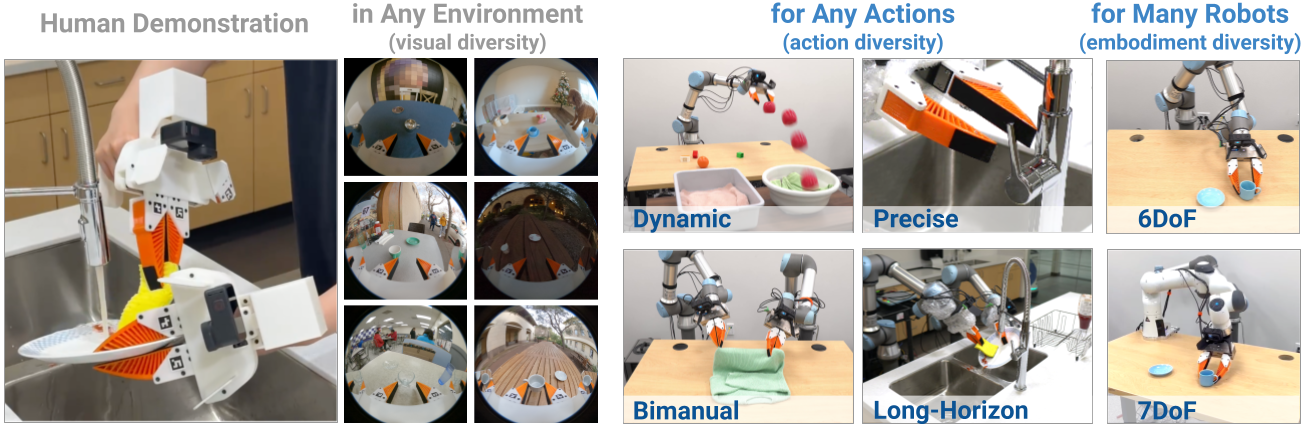 Human Demonstration
in Any Environment
(visual diversity)
for Any Actions
(action diversity)
for Many Robots
(embodiment diversity)
Dynamic
Precise
6DoF
Bimanual
Long-Horizon
7DoF